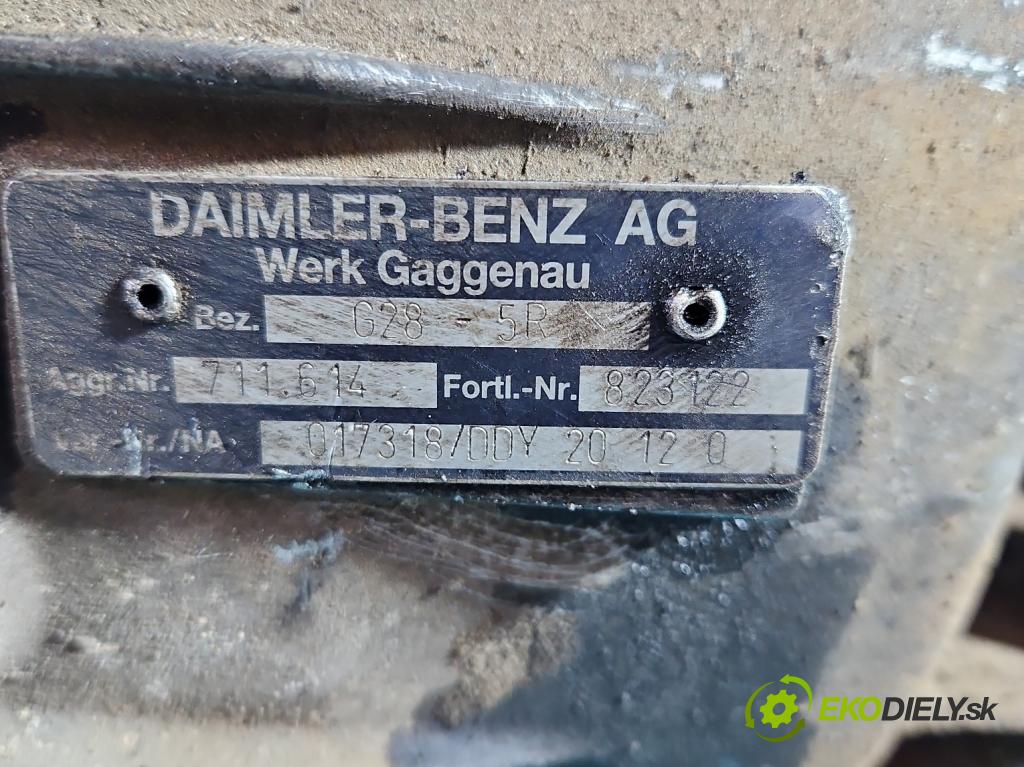 DAIMLER-BENZ AG
Werk Gaggenau
Bez. G28 - 5R
Aggr.Nr. 711.614 Fortl.-Nr. 823122
/NA 017318/DDY 20 12 0
EKODIELY.sk